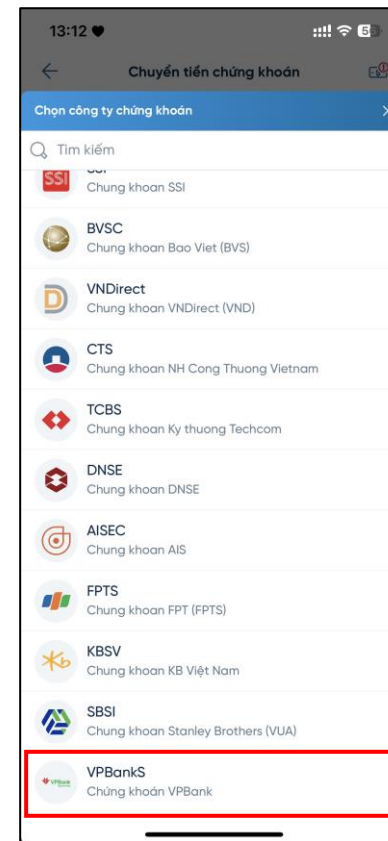 13:12
Chuyển tiền chứng khoán
Chọn công ty chứng khoán
Tìm kiếm
SSI
Chung khoan SSI
BVSC
Chung khoan Bao Viet (BVS)
VNDirect
Chung khoan VNDirect (VND)
CTS
Chung khoan NH Cong Thuong Vietnam
TCBS
Chung khoan Ky thuong Techcom
DNSE
Chung khoan DNSE
AISEC
Chung khoan AIS
FPTS
Chung khoan FPT (FPTS)
KBSV
Chung khoan KB Việt Nam
SBSI
Chung khoan Stanley Brothers (VUA)
VPBankS
Chứng khoán VPBank